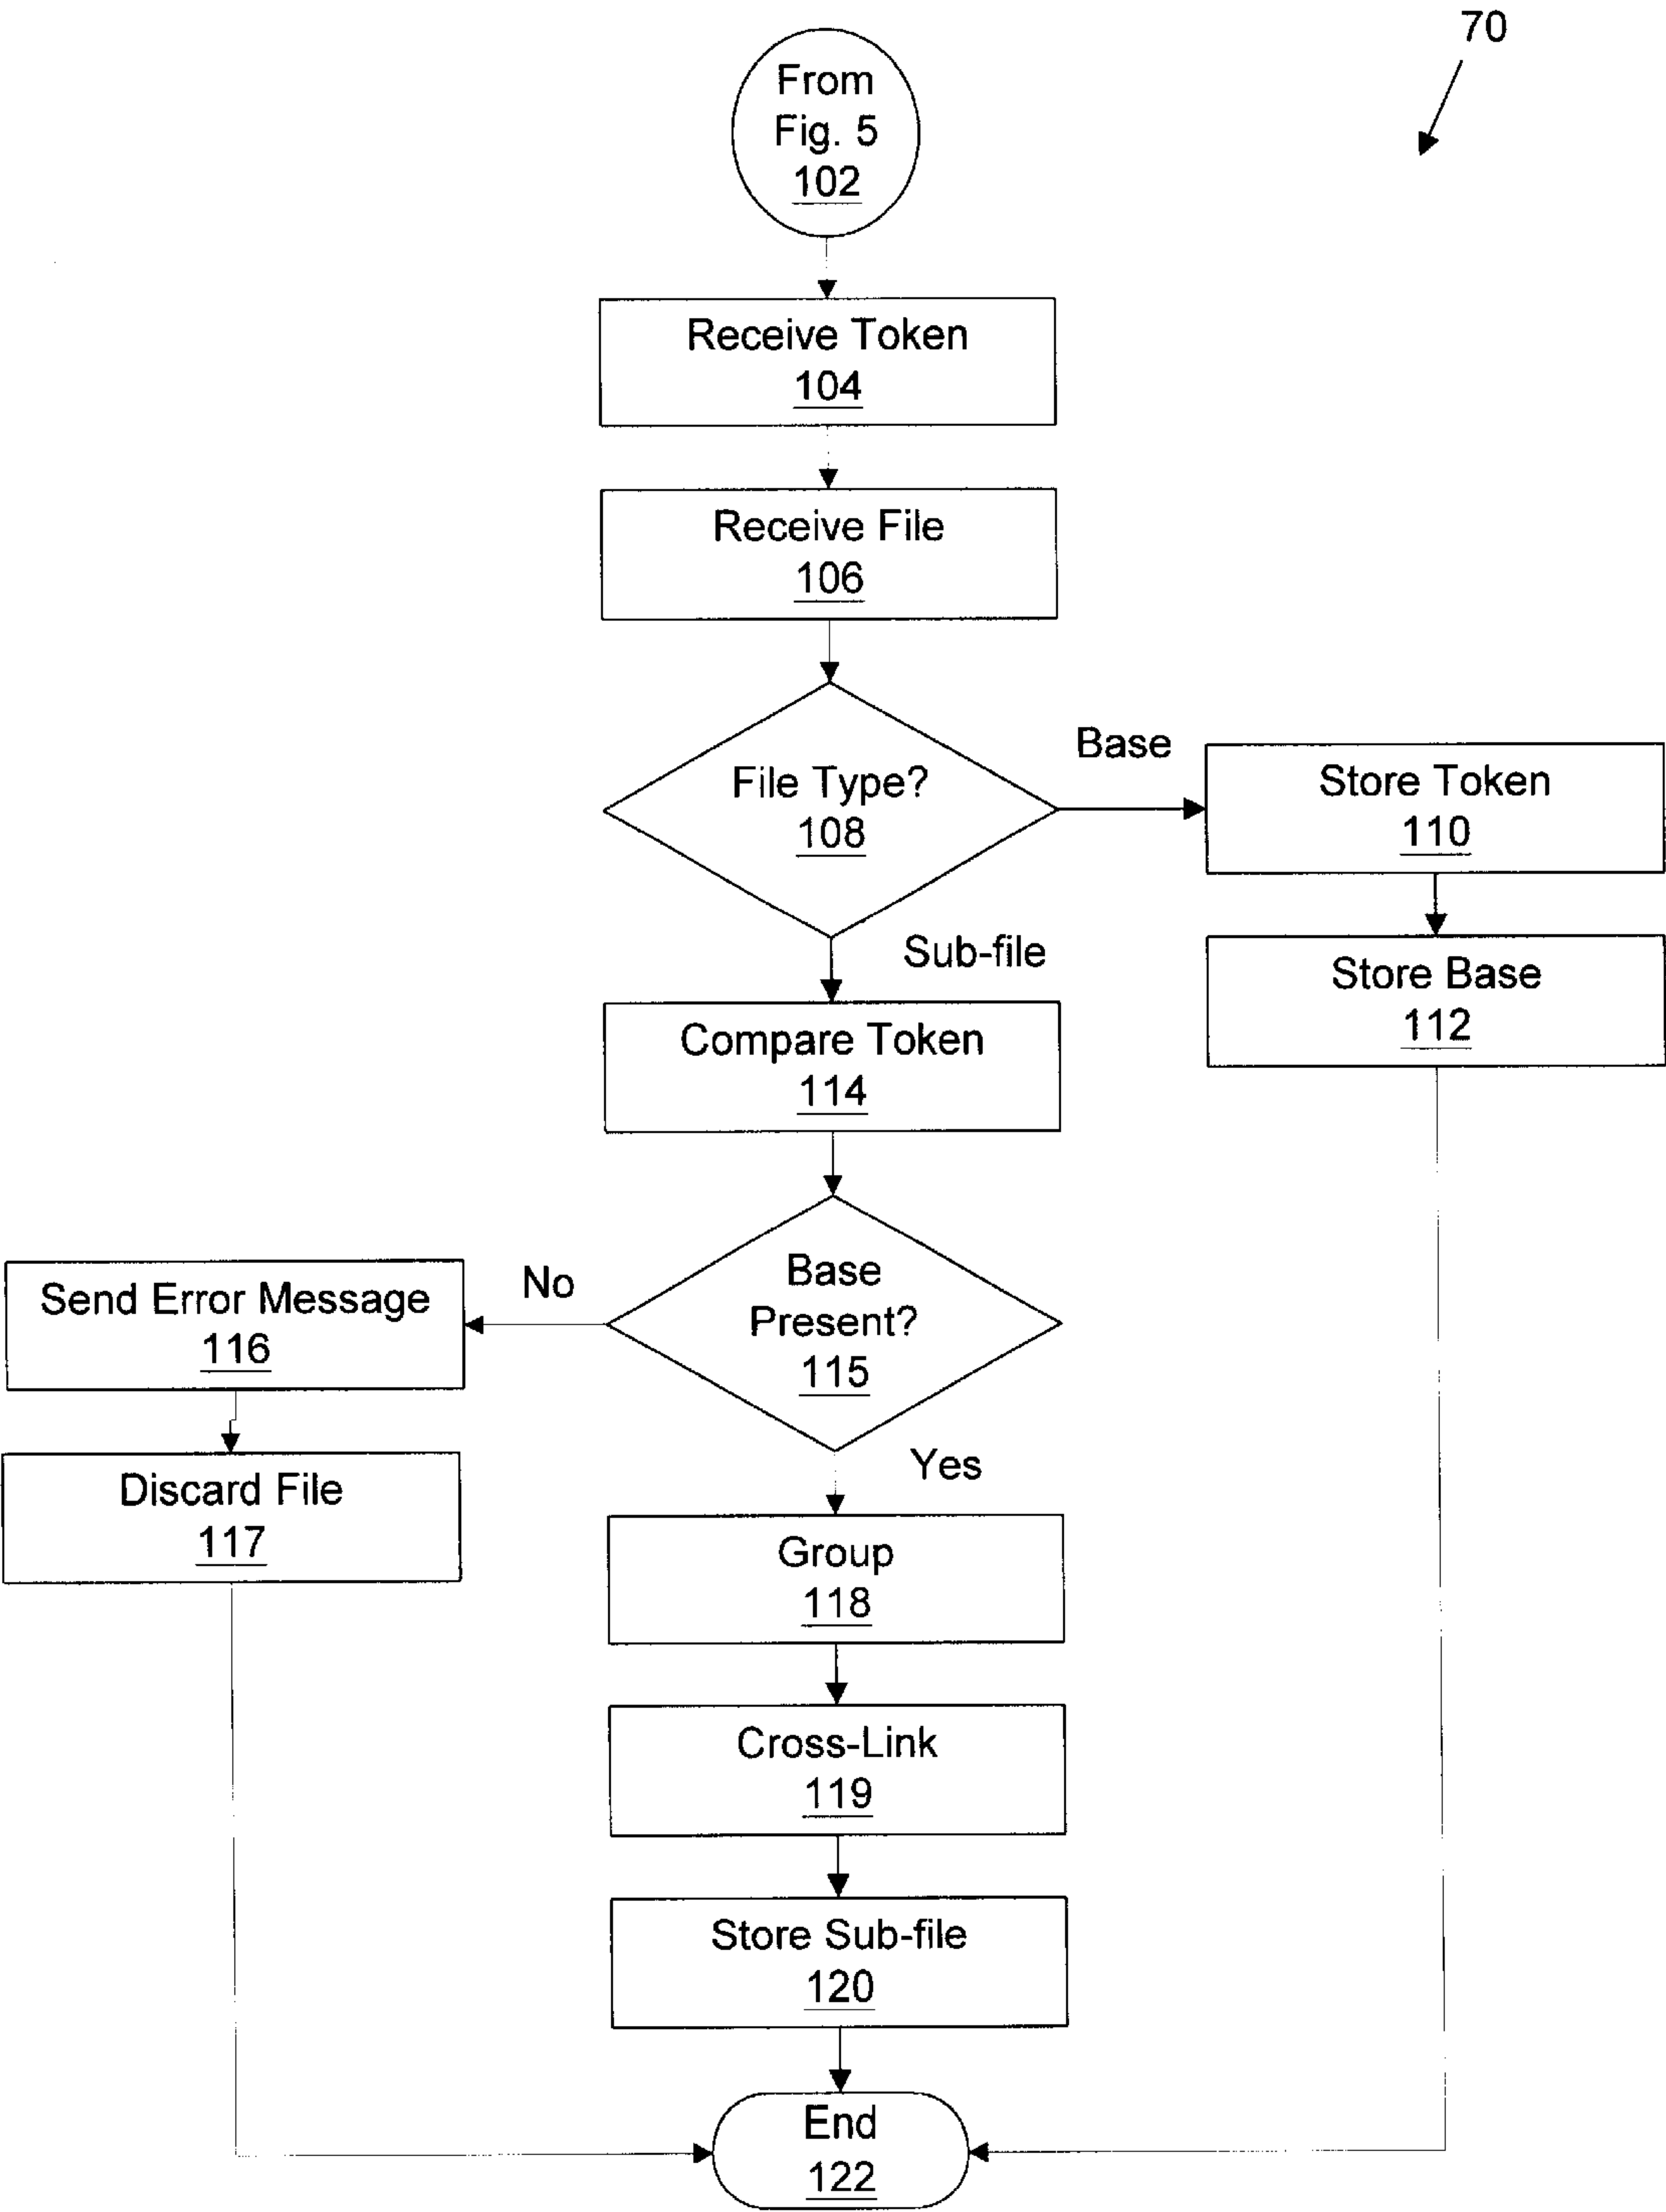 70
From
Fig. 5
102
Receive Token
104
Receive File
106
File Type?
108
Base
Store Token
110
Store Base
112
Sub-file
Compare Token
114
Base
Present?
115
No
Send Error Message
116
Discard File
117
Yes
Group
118
Cross-Link
119
Store Sub-file
120
End
122